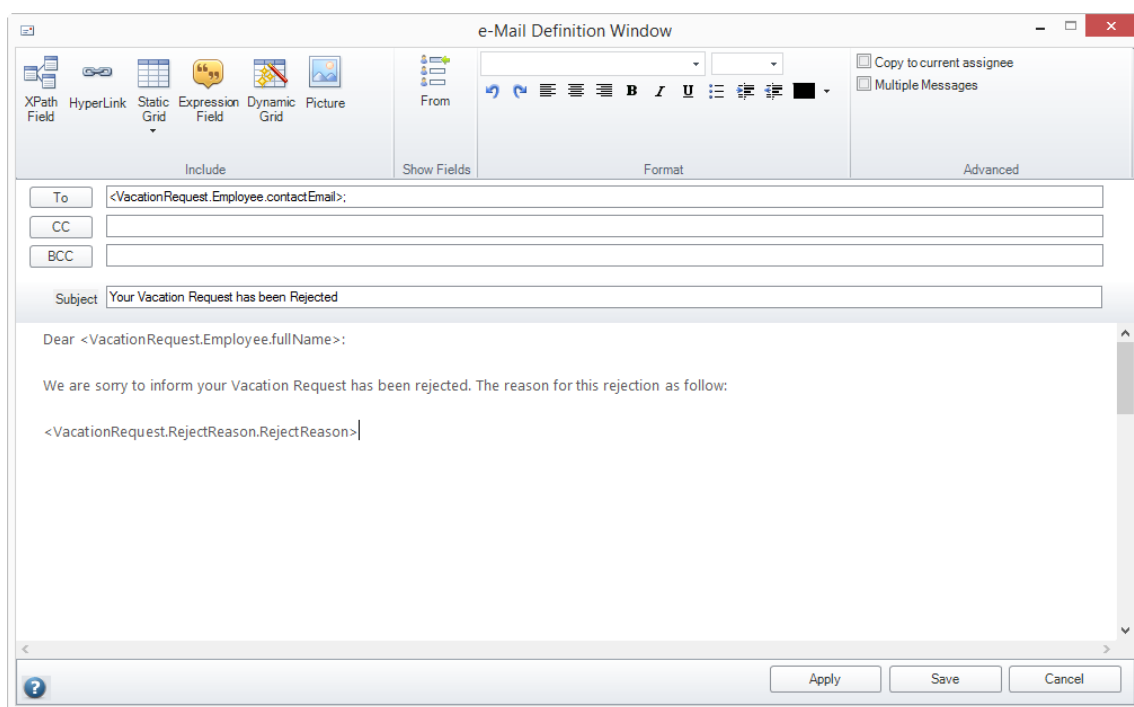 e-Mail Definition Window
XPath Field
HyperLink
Static Grid
Expression Field
Dynamic Grid
Picture
From
B I U
Copy to current assignee
Multiple Messages
Include
Show Fields
Format
Advanced
To <VacationRequest.Employee.contactEmail>;
CC
BCC
Subject Your Vacation Request has been Rejected
Dear <VacationRequest.Employee.fullName>:
We are sorry to inform your Vacation Request has been rejected. The reason for this rejection as follow:
<VacationRequest.RejectReason.RejectReason>
Apply Save Cancel